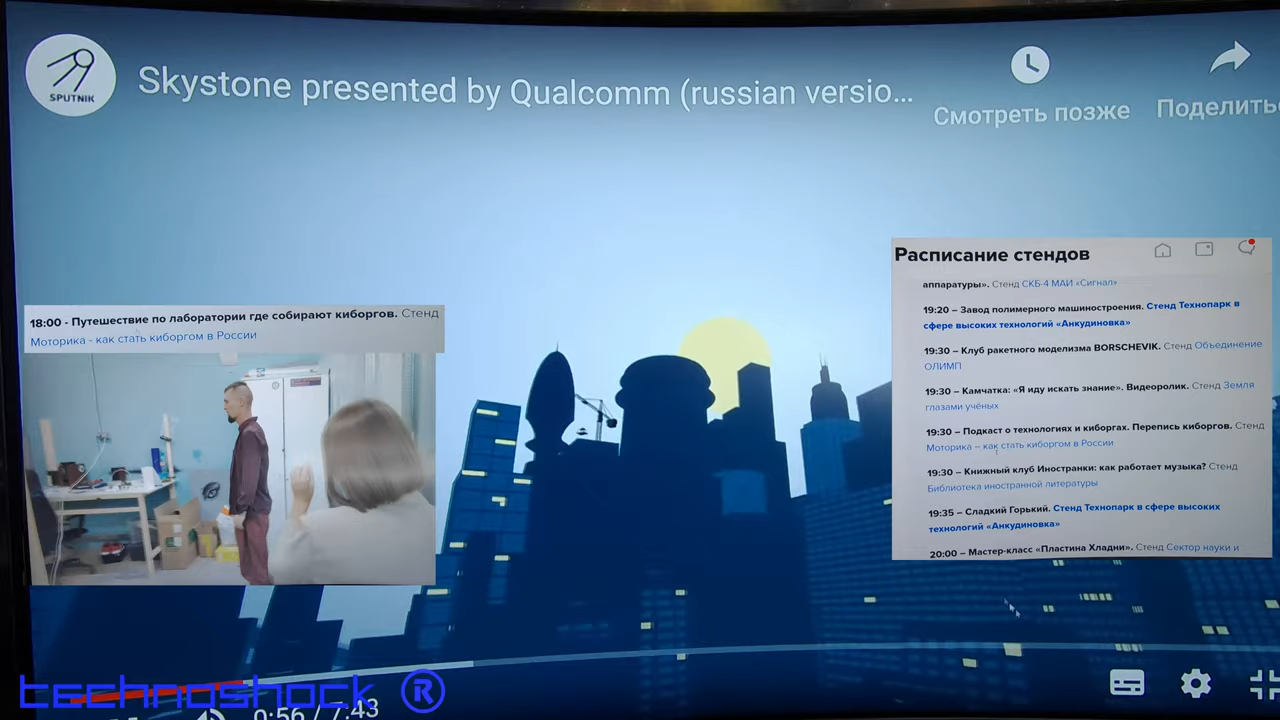 SPUTNIK
Skystone presented by Qualcomm (russian versio...
Смотреть позже
Поделить
18:00 - Путешествие по лаборатории где собирают киборгов. Стенд
Моторика - как стать киборгом в России
Расписание стендов
аппаратуры». Стенд СКБ-4 МАИ «Сигнал»
19:20 – Завод полимерного машиностроения. Стенд Технопарк в
сфере высоких технологий «Анкудиновка»
19:30 – Клуб ракетного моделизма BORSCHEVIK. Стенд Объединение
ОЛИМП
19:30 – Камчатка: «Я иду искать знание». Видеоролик. Стенд Земля
глазами учёных
19:30 – Подкаст о технологиях и киборгах. Перепись киборгов. Стенд
Моторика – как стать киборгом в России
19:30 – Книжный клуб Иностранки: как работает музыка? Стенд
Библиотека иностранной литературы
19:35 – Сладкий Горький. Стенд Технопарк в сфере высоких
технологий «Анкудиновка»
20:00 – Мастер-класс «Пластина Хладни». Стенд Сектор науки и
technoshock ®
0:56 / 7:43